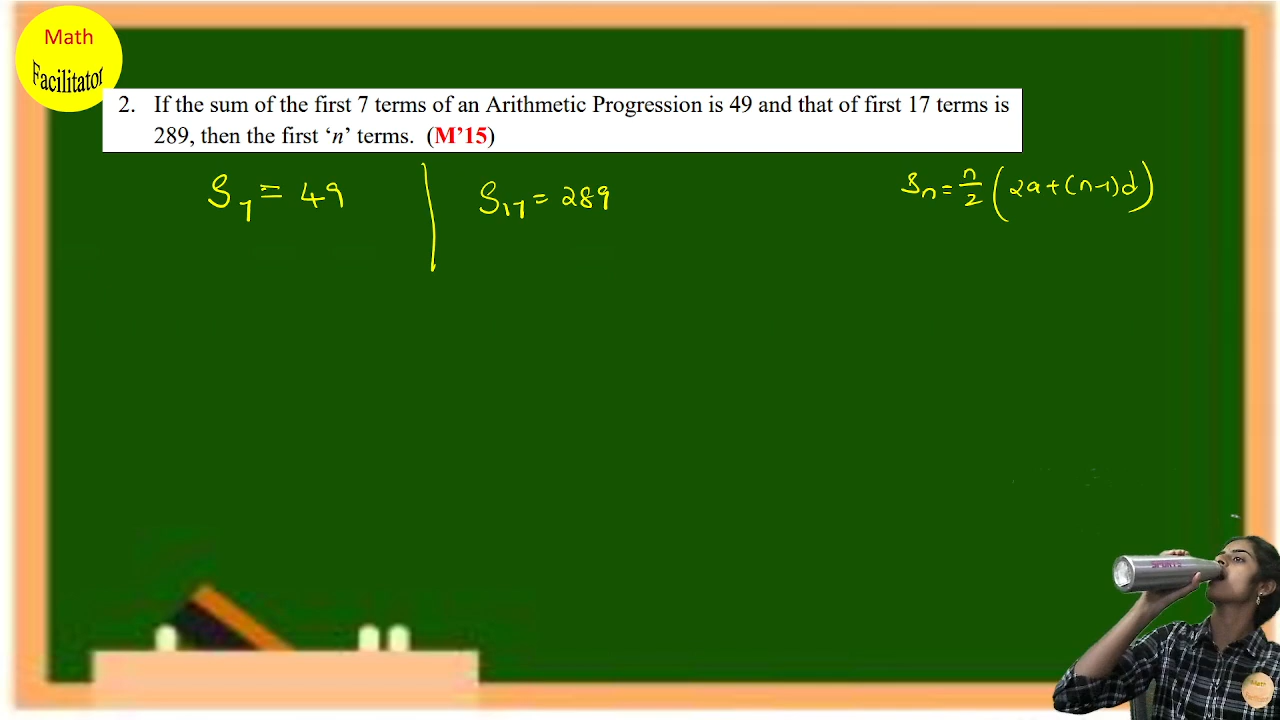 Math
Facilitator
2. If the sum of the first 7 terms of an Arithmetic Progression is 49 and that of first 17 terms is
289, then the first ‘n’ terms. (M’15)
S₇ = 49
S₁₇ = 289
Sₙ = n/2 (2a+(n-1)d)